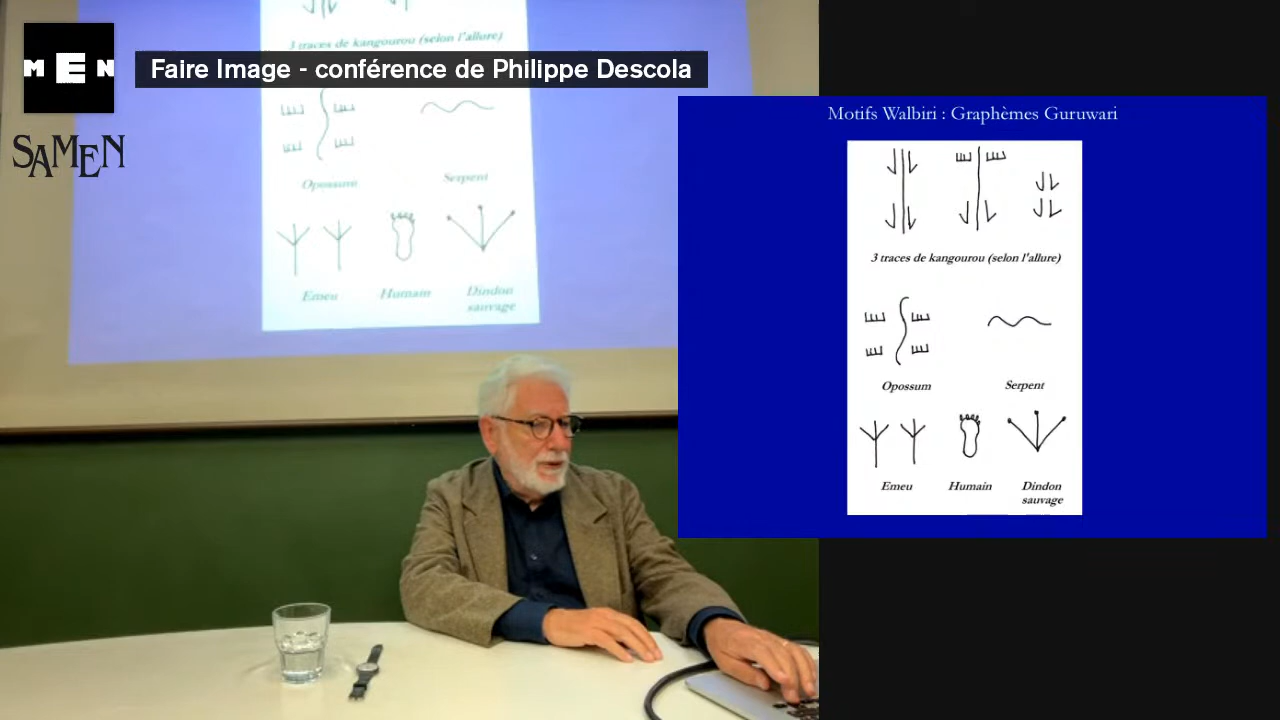 MEN
SAMEN
Faire Image - conférence de Philippe Descola
3 traces de kangourou (selon l'allure)
Opossum
Serpent
Emeu
Humain
Dindon
sauvage
Motifs Walbiri : Graphèmes Guruwari
3 traces de kangourou (selon l'allure)
Opossum
Serpent
Emeu
Humain
Dindon
sauvage